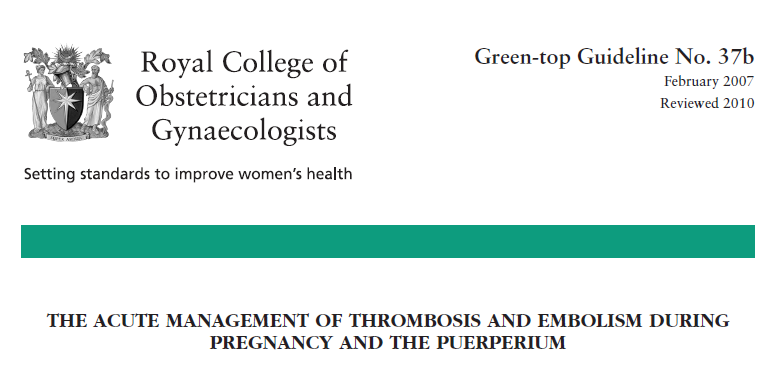 Royal College of
Obstetricians and
Gynaecologists
Setting standards to improve women's health
Green-top Guideline No. 37b
February 2007
Reviewed 2010
THE ACUTE MANAGEMENT OF THROMBOSIS AND EMBOLISM DURING
PREGNANCY AND THE PUERPERIUM